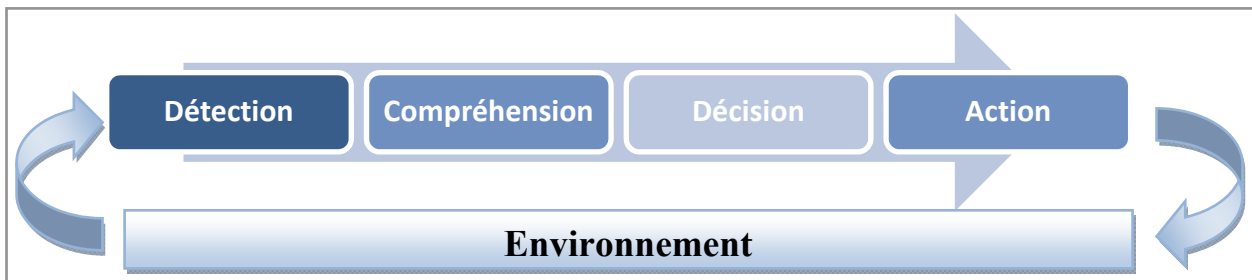 Détection
Compréhension
Décision
Action
Environnement